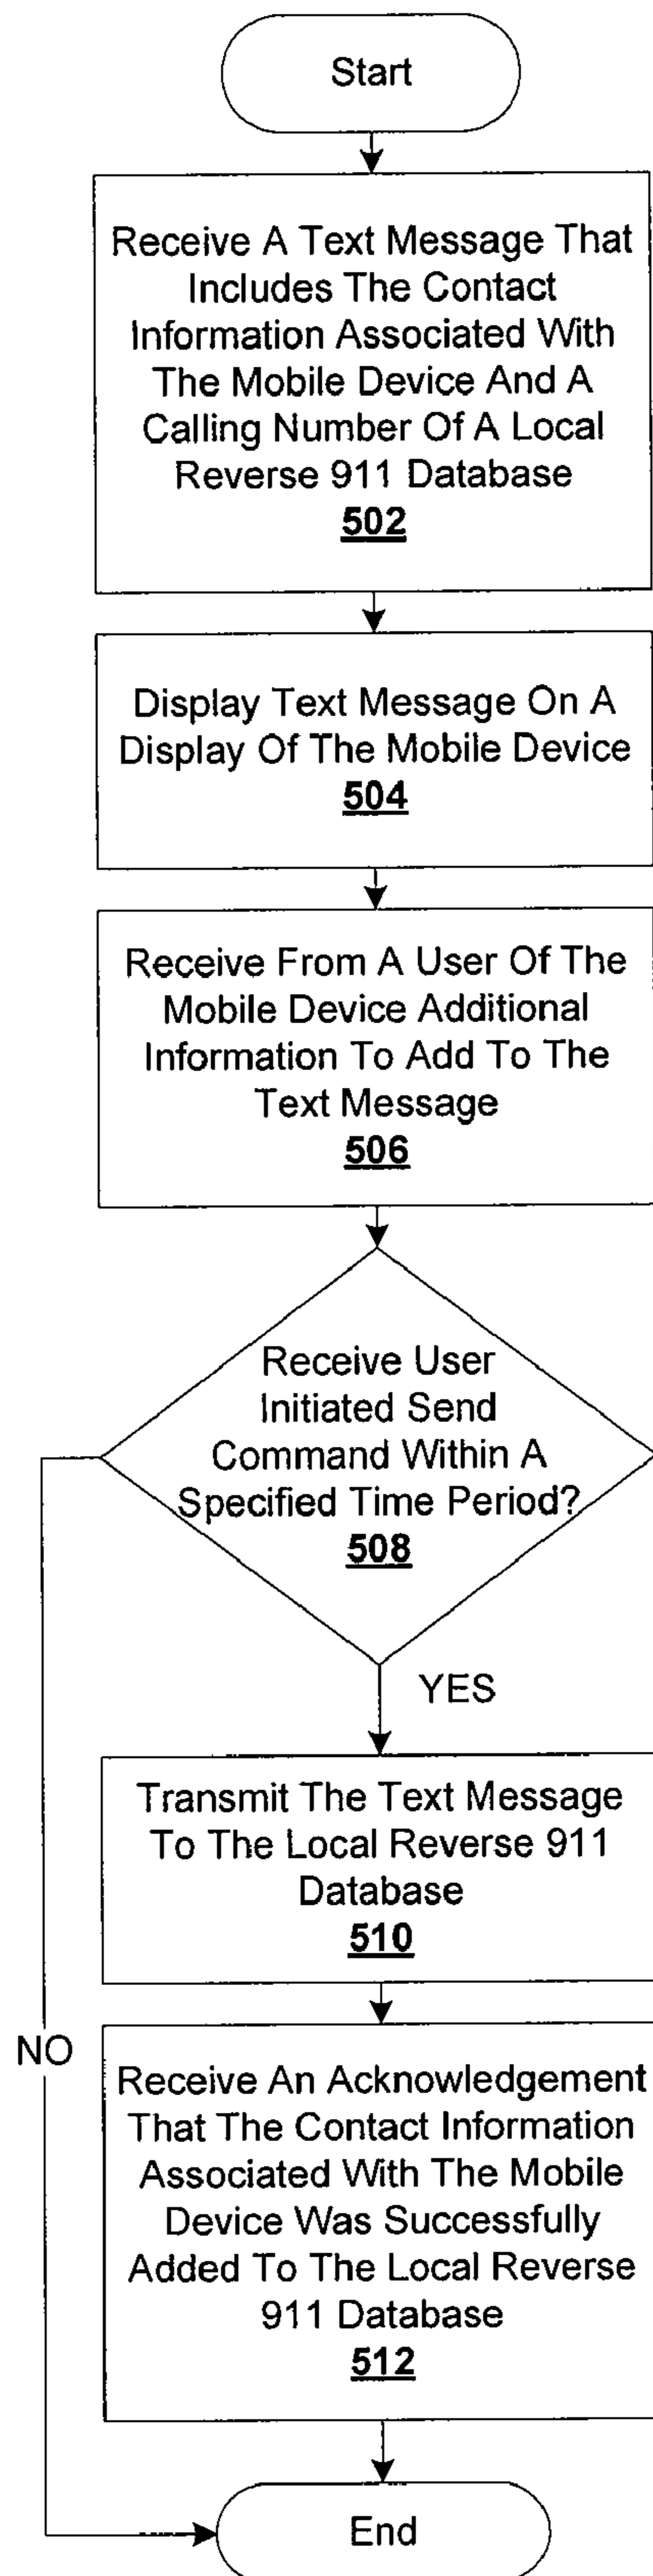 Start
Receive A Text Message That
Includes The Contact
Information Associated With
The Mobile Device And A
Calling Number Of A Local
Reverse 911 Database
502
Display Text Message On A
Display Of The Mobile Device
504
Receive From A User Of The
Mobile Device Additional
Information To Add To The
Text Message
506
Receive User
Initiated Send
Command Within A
Specified Time Period?
508
YES
Transmit The Text Message
To The Local Reverse 911
Database
510
NO
Receive An Acknowledgement
That The Contact Information
Associated With The Mobile
Device Was Successfully
Added To The Local Reverse
911 Database
512
End